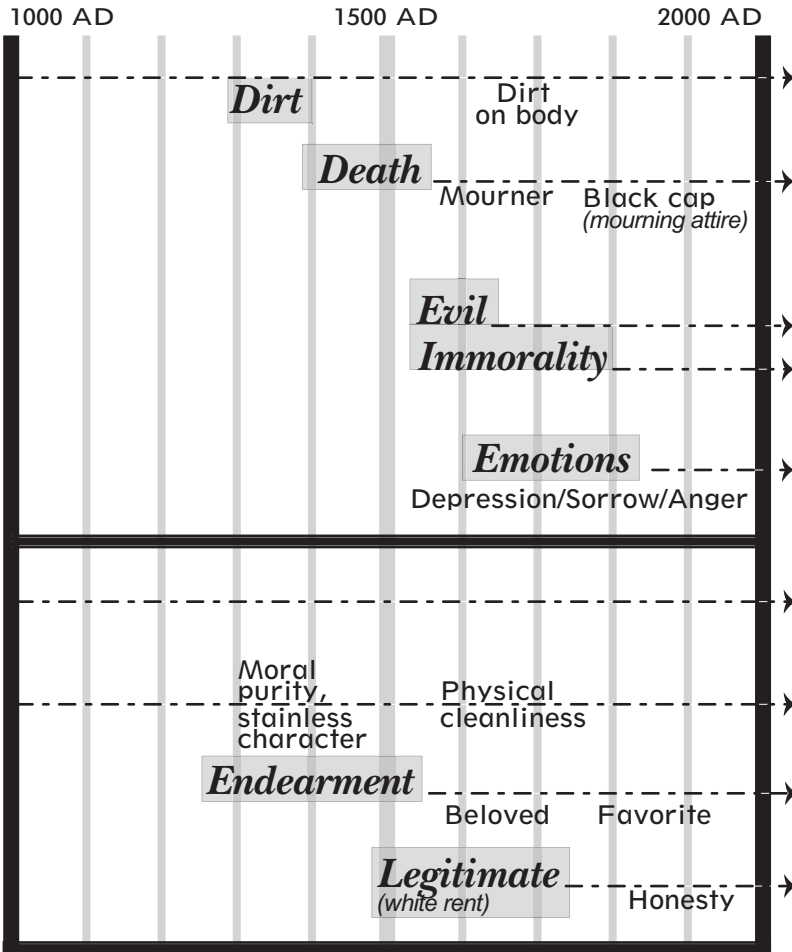 1000 AD 1500 AD 2000 AD
Dirt
Dirt
on body
Death
Mourner
Black cap
(mourning attire)
Evil
Immorality
Emotions
Depression/Sorrow/Anger
Moral
purity,
stainless
character
Physical
cleanliness
Endearment
Beloved
Favorite
Legitimate
(white rent)
Honesty